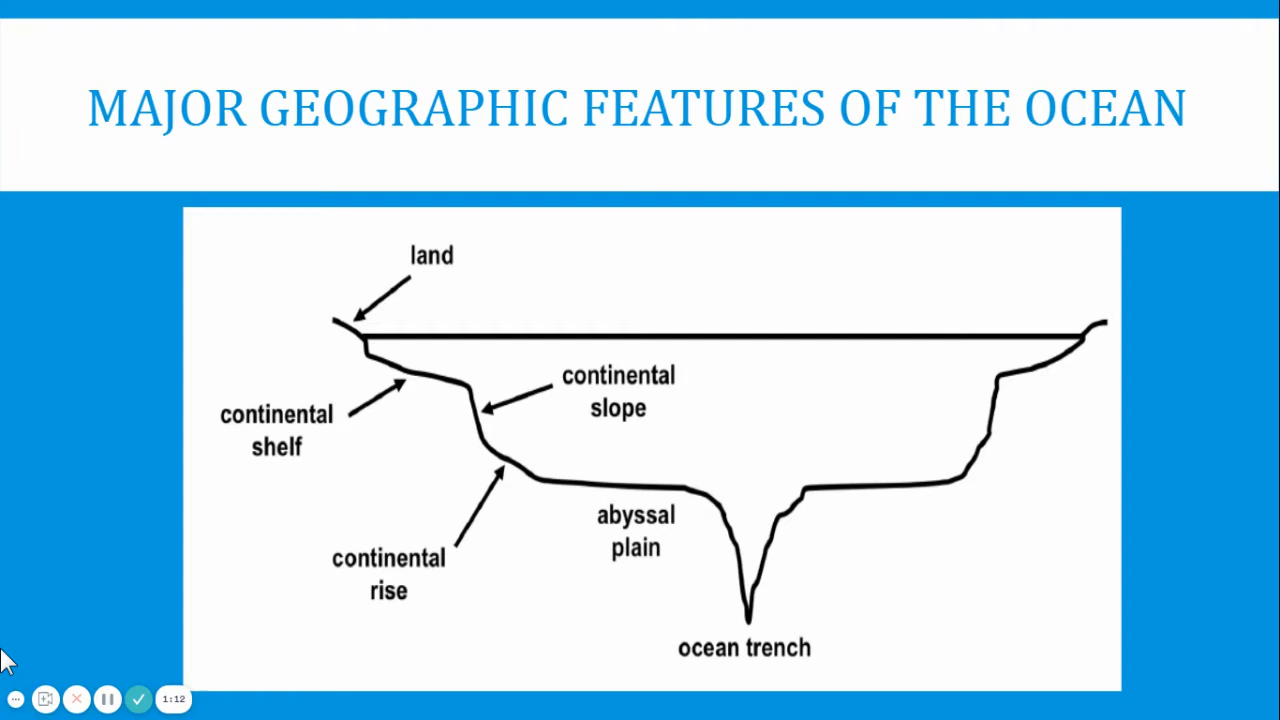 MAJOR GEOGRAPHIC FEATURES OF THE OCEAN
land
continental
slope
continental
shelf
abyssal
plain
continental
rise
ocean trench
1:12